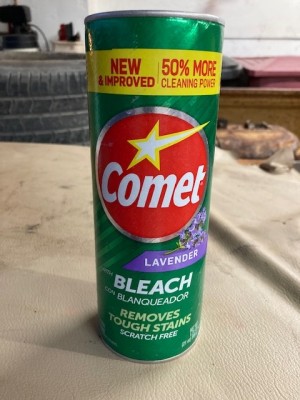 NEW
& IMPROVED
50% MORE
CLEANING POWER
Comet
LAVENDER
with
BLEACH
CON BLANQUEADOR
REMOVES
TOUGH STAINS
SCRATCH FREE